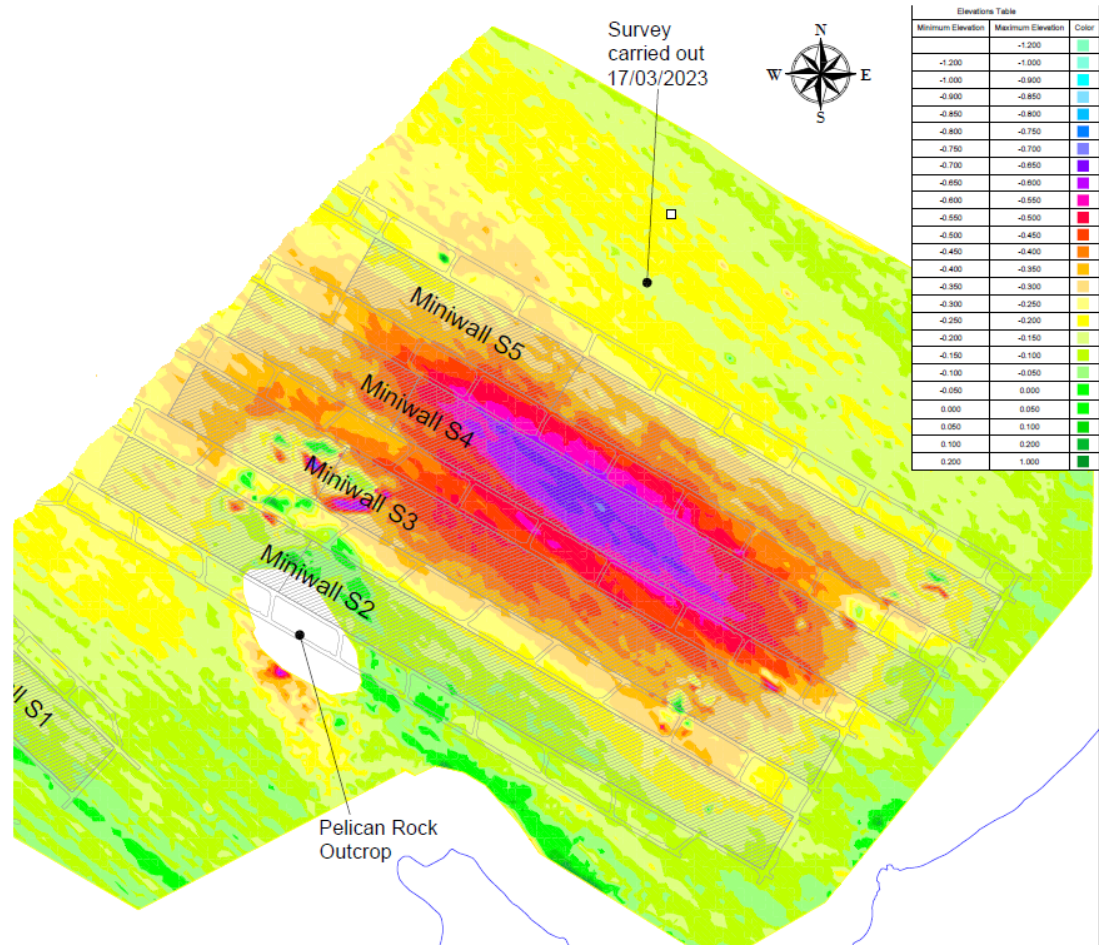 Survey
carried out
17/03/2023
N
W E
S
Elevations Table
Minimum Elevation Maximum Elevation Color
-1.200
-1.200 -1.000
-1.000 -0.900
-0.900 -0.850
-0.850 -0.800
-0.800 -0.750
-0.750 -0.700
-0.700 -0.650
-0.650 -0.600
-0.600 -0.550
-0.550 -0.500
-0.500 -0.450
-0.450 -0.400
-0.400 -0.350
-0.350 -0.300
-0.300 -0.250
-0.250 -0.200
-0.200 -0.150
-0.150 -0.100
-0.100 -0.050
-0.050 0.000
0.000 0.050
0.050 0.100
0.100 0.200
0.200 1.000
Miniwall S5
Miniwall S4
Miniwall S3
Miniwall S2
ll S1
Pelican Rock
Outcrop